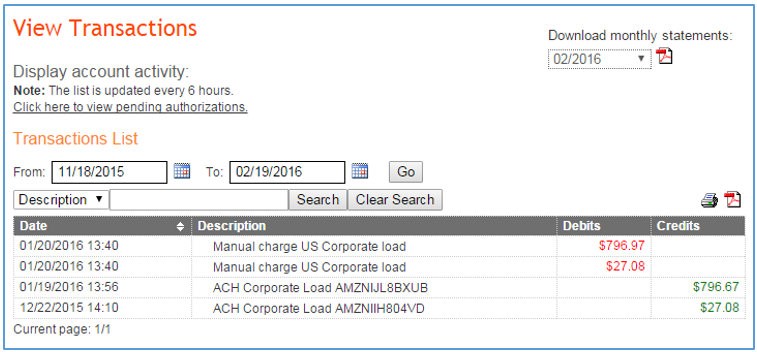 View Transactions
Download monthly statements:
02/2016
Display account activity:
Note: The list is updated every 6 hours.
Click here to view pending authorizations.
Transactions List
From: 11/18/2015 To: 02/19/2016 Go
Description Search Clear Search
Date Description Debits Credits
01/20/2016 13:40 Manual charge US Corporate load $796.97
01/20/2016 13:40 Manual charge US Corporate load $27.08
01/19/2016 13:56 ACH Corporate Load AMZNIJL8BXUB $796.67
12/22/2015 14:10 ACH Corporate Load AMZNIIH804VD $27.08
Current page: 1/1